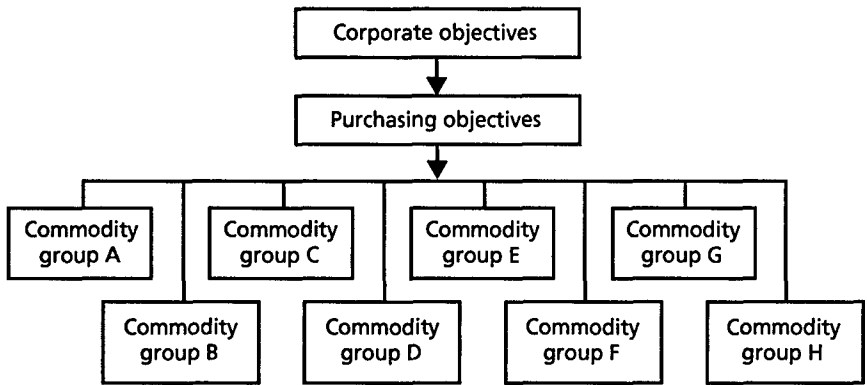 Corporate objectives
Purchasing objectives
Commodity
group A
Commodity
group C
Commodity
group E
Commodity
group G
Commodity
group B
Commodity
group D
Commodity
group F
Commodity
group H